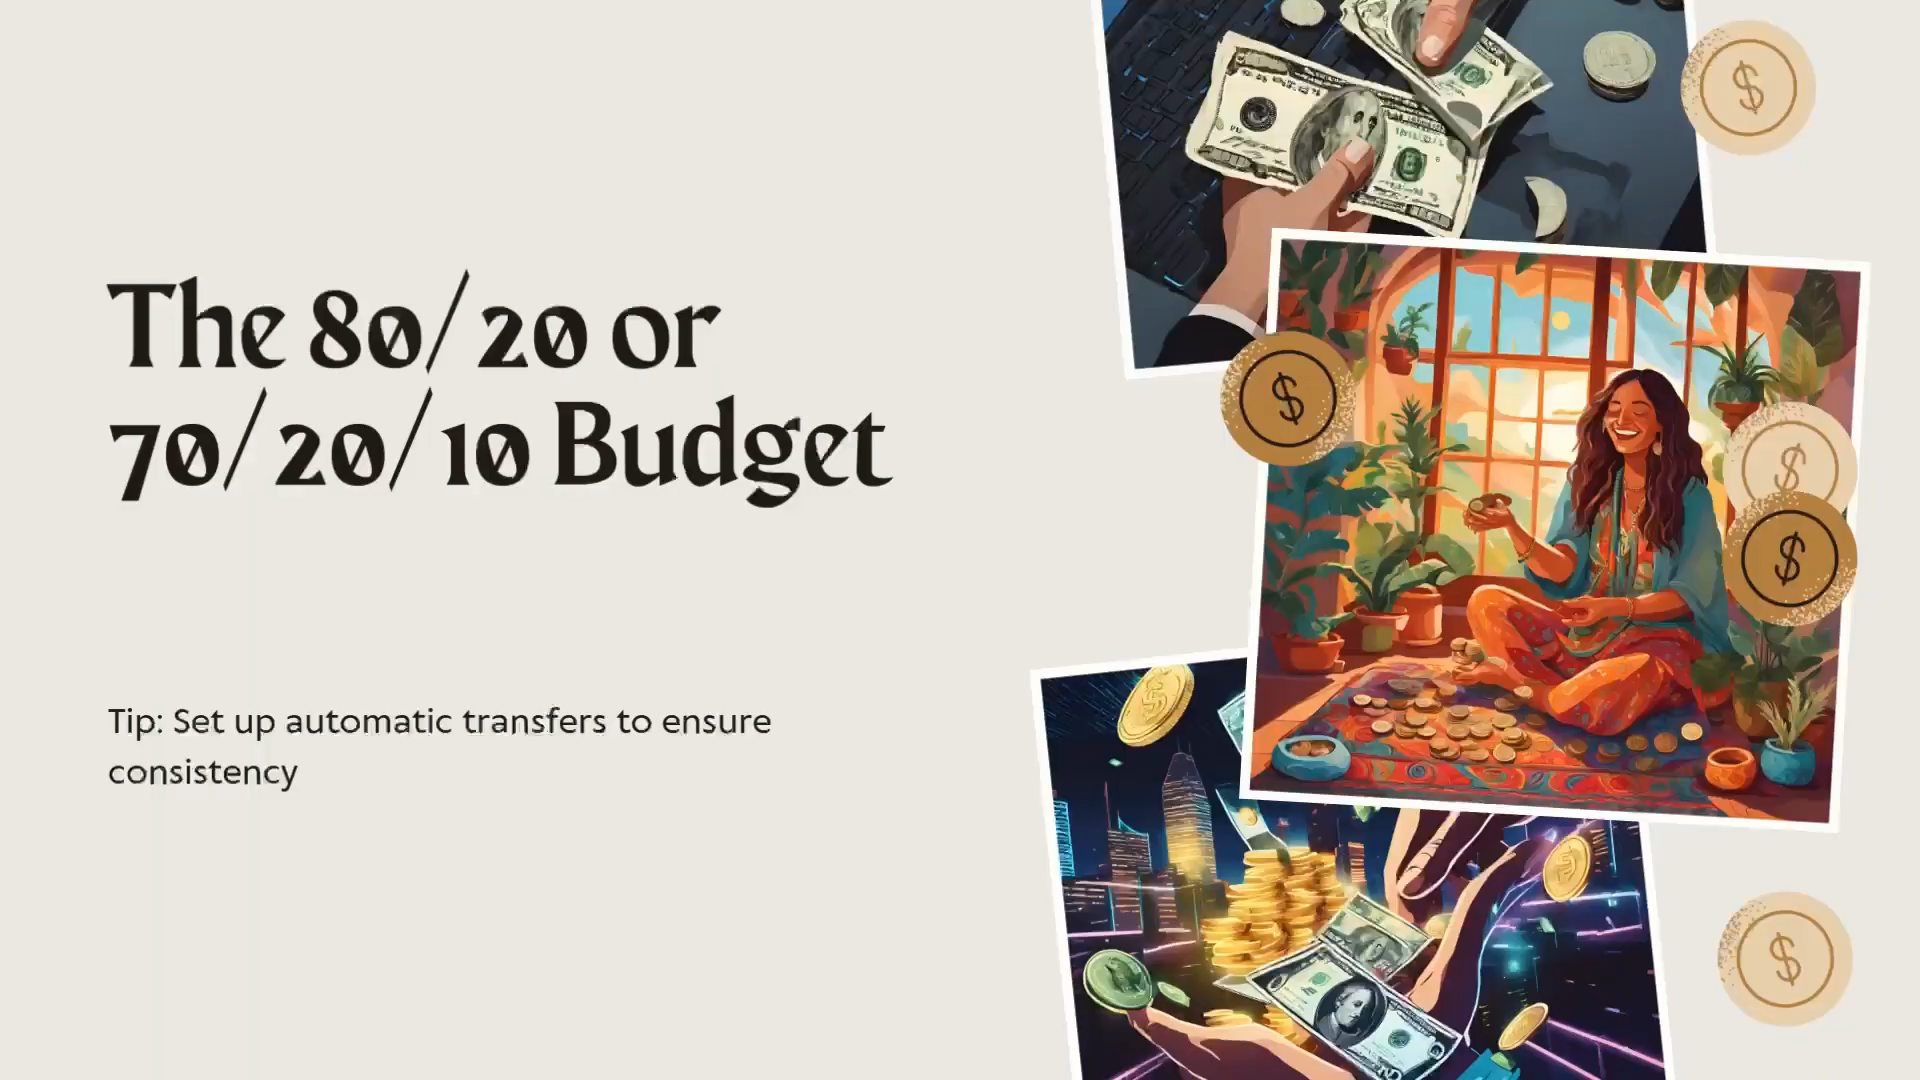 The 80/20 or
70/20/10 Budget
Tip: Set up automatic transfers to ensure
consistency
$
$
$
$
$